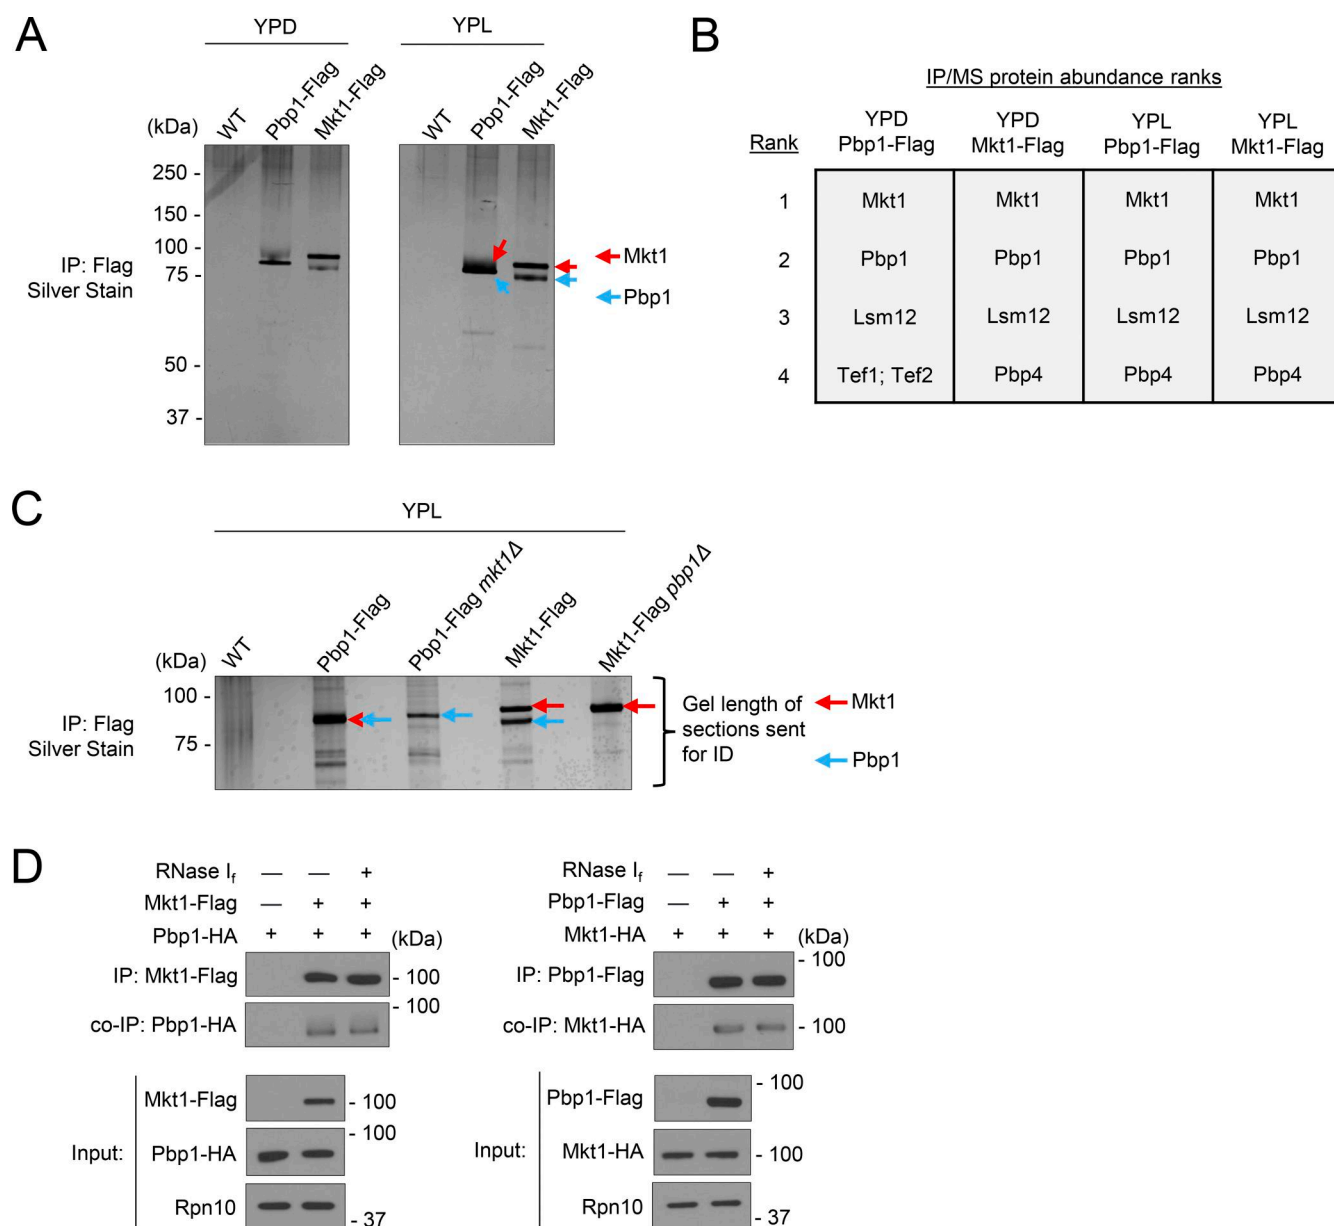 A
YPD
YPL
(kDa)
WT
Pbp1-Flag
Mkt1-Flag
WT
Pbp1-Flag
Mkt1-Flag
250 -
150 -
100 -
75 -
50 -
37 -
IP: Flag
Silver Stain
Mkt1
Pbp1
B
IP/MS protein abundance ranks
Rank
YPD
Pbp1-Flag
YPD
Mkt1-Flag
YPL
Pbp1-Flag
YPL
Mkt1-Flag
1 Mkt1 Mkt1 Mkt1 Mkt1
2 Pbp1 Pbp1 Pbp1 Pbp1
3 Lsm12 Lsm12 Lsm12 Lsm12
4 Tef1; Tef2 Pbp4 Pbp4 Pbp4
C
YPL
(kDa)
WT
Pbp1-Flag
Pbp1-Flag mkt1Δ
Mkt1-Flag
Mkt1-Flag pbp1Δ
100 -
75 -
IP: Flag
Silver Stain
Gel length of
sections sent
for ID
Mkt1
Pbp1
D
RNase If — — +
Mkt1-Flag — + +
Pbp1-HA + + + (kDa)
IP: Mkt1-Flag - 100
- 100
co-IP: Pbp1-HA
Input:
Mkt1-Flag - 100
- 100
Pbp1-HA
Rpn10
- 37
RNase If — — +
Pbp1-Flag — + +
Mkt1-HA + + + (kDa)
- 100
IP: Pbp1-Flag
co-IP: Mkt1-HA - 100
Input:
- 100
Pbp1-Flag
Mkt1-HA - 100
Rpn10
- 37